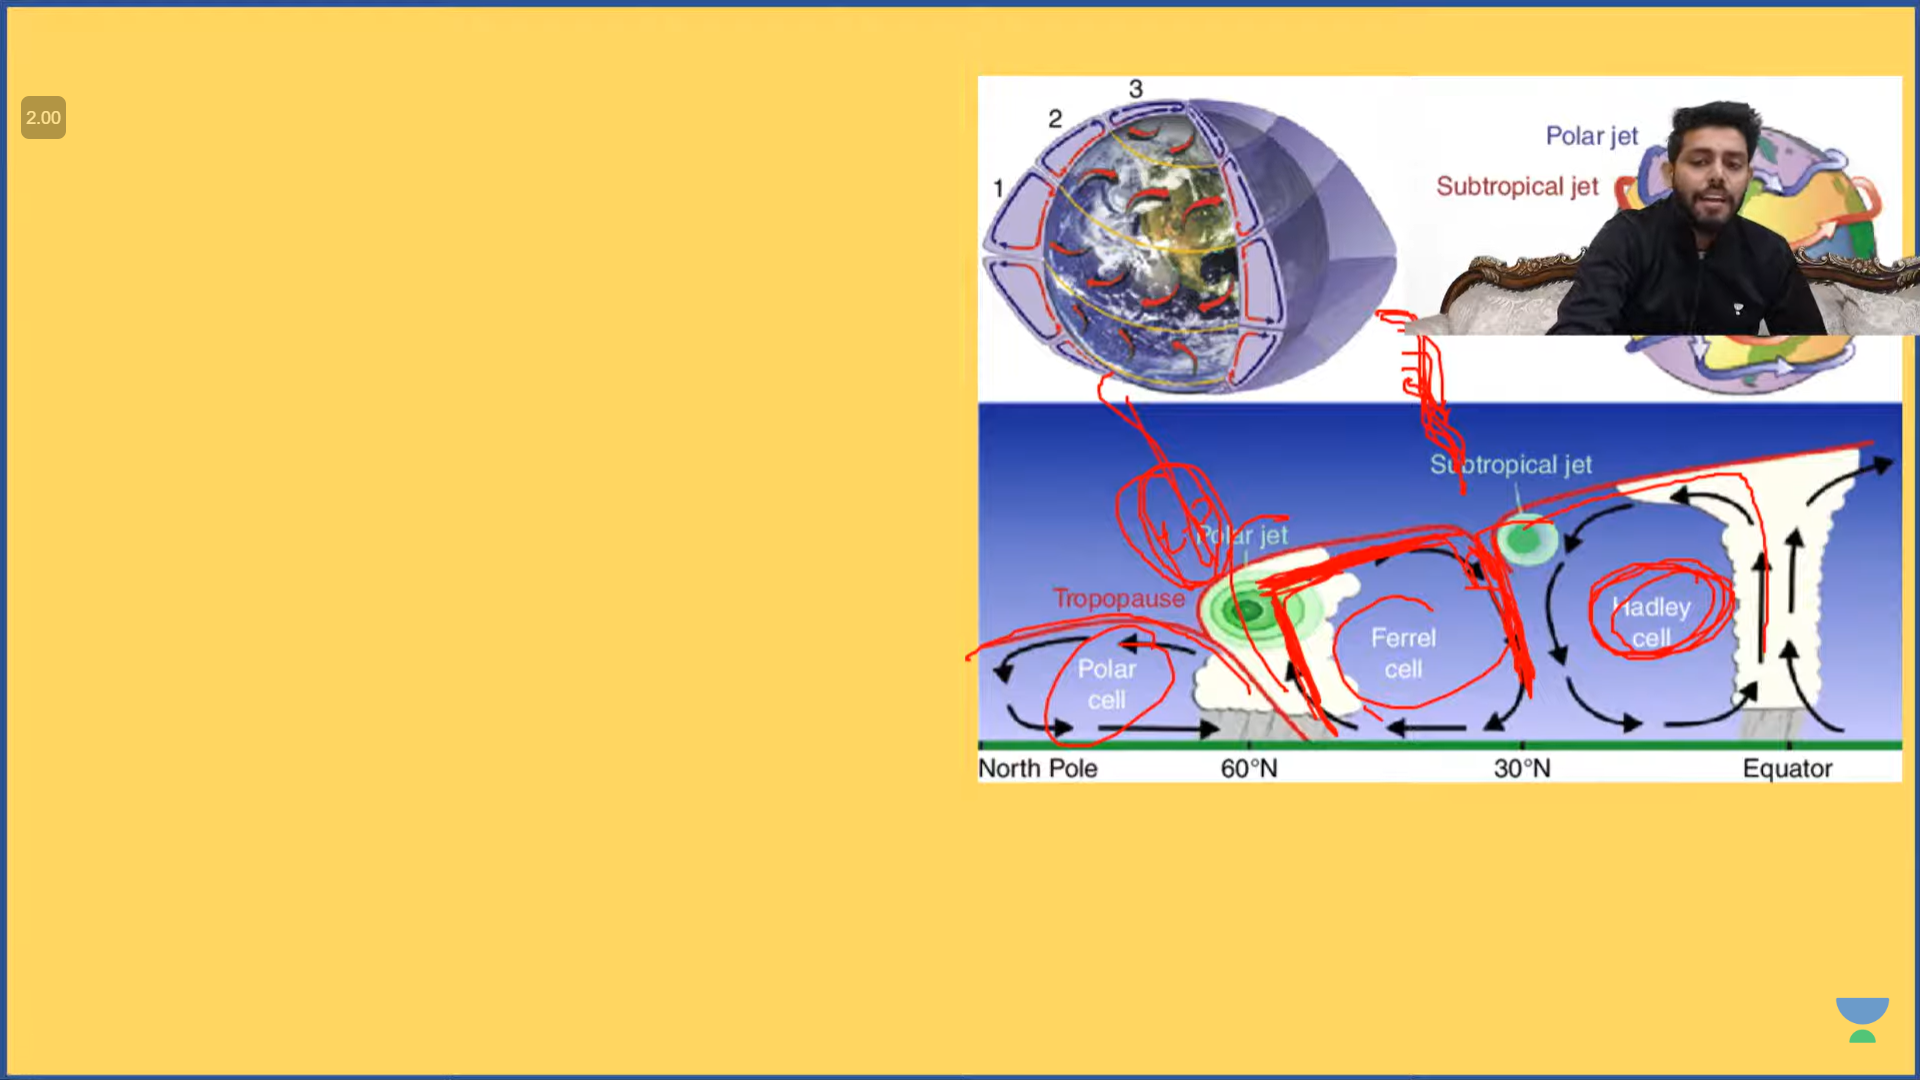 2.00
3
2
1
Polar jet
Subtropical jet
Subtropical jet
Polar jet
Tropopause
Hadley
cell
Ferrel
cell
Polar
cell
North Pole
60°N
30°N
Equator